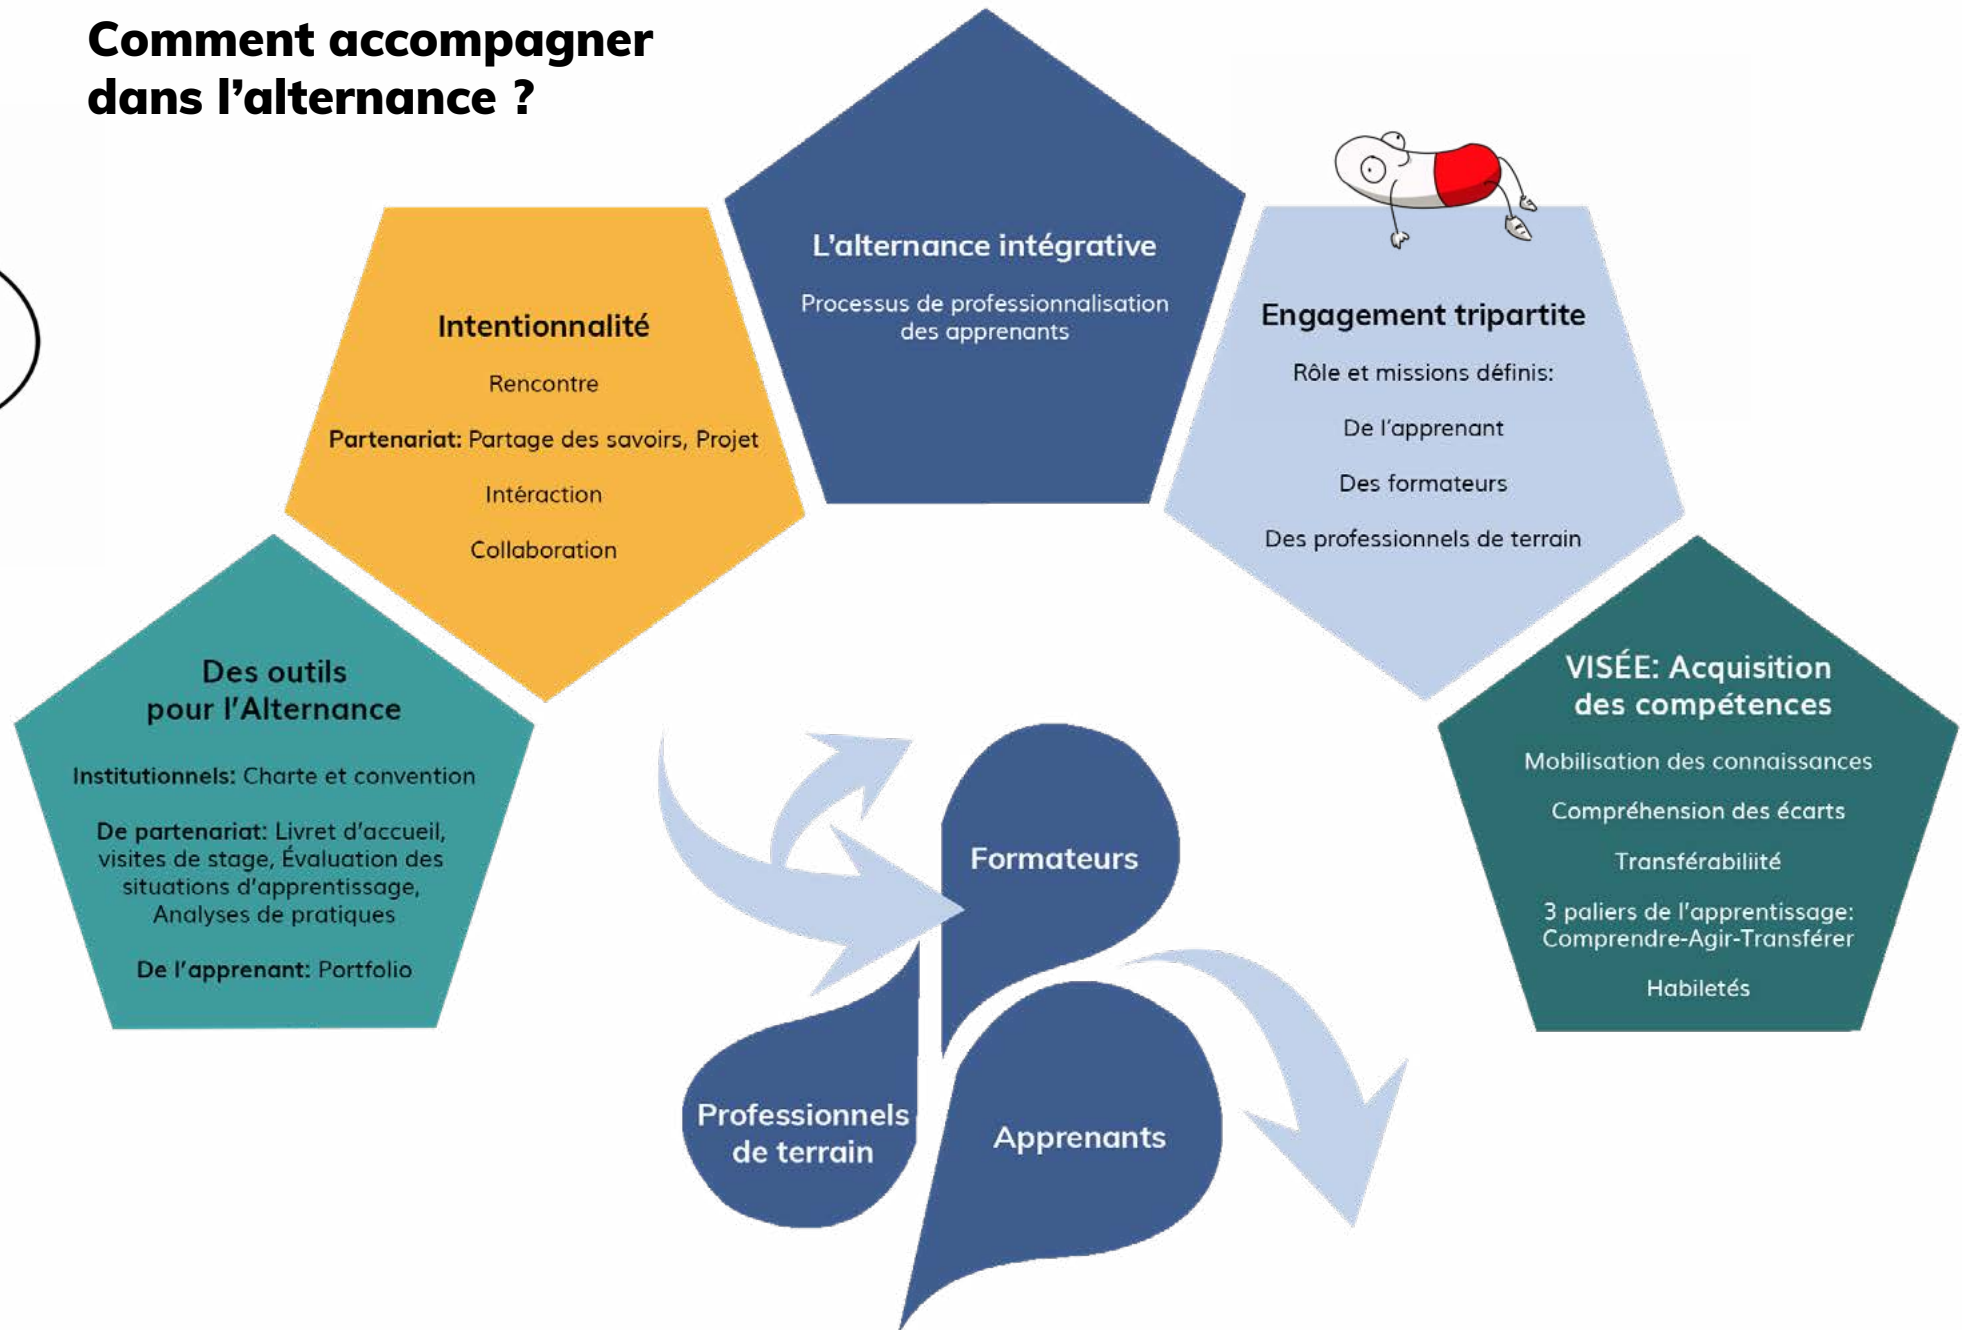 Comment accompagner
dans l'alternance ?
Des outils
pour l'Alternance
Institutionnels: Charte et convention
De partenariat: Livret d'accueil,
visites de stage, Évaluation des
situations d'apprentissage,
Analyses de pratiques
De l'apprenant: Portfolio
Intentionnalité
Rencontre
Partenariat: Partage des savoirs, Projet
Intéraction
Collaboration
L'alternance intégrative
Processus de professionnalisation
des apprenants
Engagement tripartite
Rôle et missions définis:
De l'apprenant
Des formateurs
Des professionnels de terrain
VISÉE: Acquisition
des compétences
Mobilisation des connaissances
Compréhension des écarts
Transférabiliité
3 paliers de l'apprentissage:
Comprendre-Agir-Transférer
Habiletés
Formateurs
Professionnels
de terrain
Apprenants